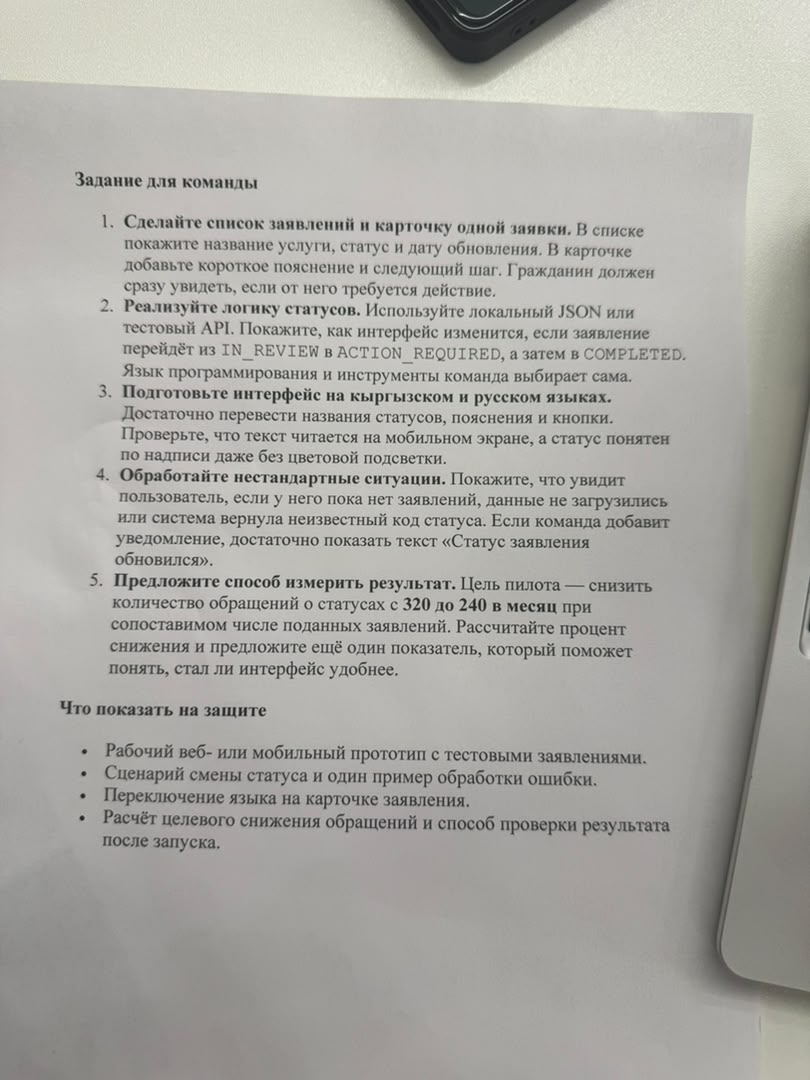 Задание для команды
1. Сделайте список заявлений и карточку одной заявки. В списке
покажите название услуги, статус и дату обновления. В карточке
добавьте короткое пояснение и следующий шаг. Гражданин должен
сразу увидеть, если от него требуется действие.
2. Реализуйте логику статусов. Используйте локальный JSON или
тестовый API. Покажите, как интерфейс изменится, если заявление
перейдёт из IN_REVIEW в ACTION_REQUIRED, а затем в COMPLETED.
Язык программирования и инструменты команда выбирает сама.
3. Подготовьте интерфейс на кыргызском и русском языках.
Достаточно перевести названия статусов, пояснения и кнопки.
Проверьте, что текст читается на мобильном экране, а статус понятен
по надписи даже без цветовой подсветки.
4. Обработайте нестандартные ситуации. Покажите, что увидит
пользователь, если у него пока нет заявлений, данные не загрузились
или система вернула неизвестный код статуса. Если команда добавит
уведомление, достаточно показать текст «Статус заявления
обновился».
5. Предложите способ измерить результат. Цель пилота — снизить
количество обращений о статусах с 320 до 240 в месяц при
сопоставимом числе поданных заявлений. Рассчитайте процент
снижения и предложите ещё один показатель, который поможет
понять, стал ли интерфейс удобнее.
Что показать на защите
• Рабочий веб- или мобильный прототип с тестовыми заявлениями.
• Сценарий смены статуса и один пример обработки ошибки.
• Переключение языка на карточке заявления.
• Расчёт целевого снижения обращений и способ проверки результата
после запуска.